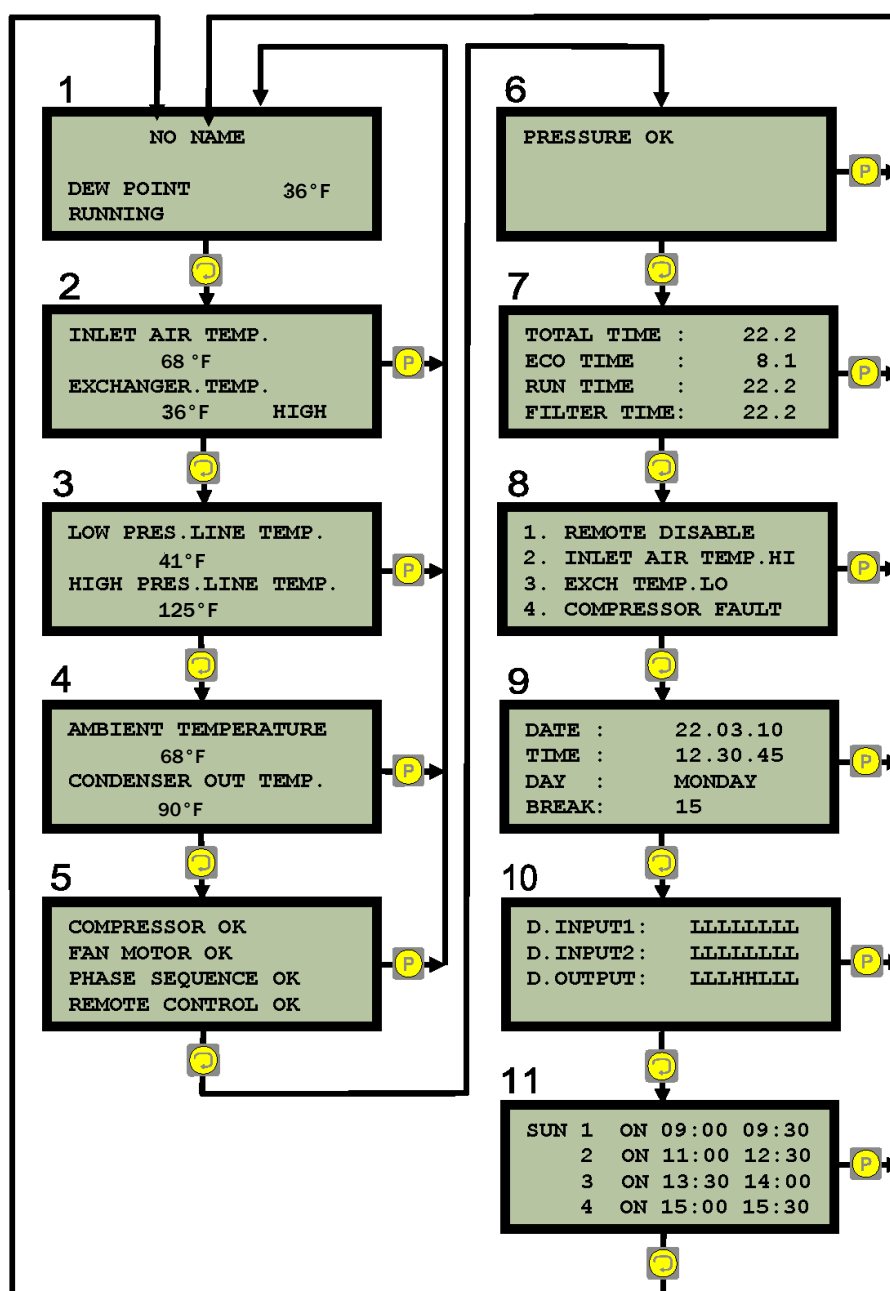 1
NO NAME
DEW POINT 36°F
RUNNING
2
INLET AIR TEMP.
68 °F
EXCHANGER.TEMP.
36°F HIGH
P
3
LOW PRES.LINE TEMP.
41°F
HIGH PRES.LINE TEMP.
125°F
P
4
AMBIENT TEMPERATURE
68°F
CONDENSER OUT TEMP.
90°F
P
5
COMPRESSOR OK
FAN MOTOR OK
PHASE SEQUENCE OK
REMOTE CONTROL OK
P
6
PRESSURE OK
P
7
TOTAL TIME : 22.2
ECO TIME : 8.1
RUN TIME : 22.2
FILTER TIME: 22.2
P
8
1. REMOTE DISABLE
2. INLET AIR TEMP.HI
3. EXCH TEMP.LO
4. COMPRESSOR FAULT
P
9
DATE : 22.03.10
TIME : 12.30.45
DAY : MONDAY
BREAK: 15
P
10
D.INPUT1: LLLLLLLL
D.INPUT2: LLLLLLLL
D.OUTPUT: LLLHHLLL
P
11
SUN 1 ON 09:00 09:30
2 ON 11:00 12:30
3 ON 13:30 14:00
4 ON 15:00 15:30
P